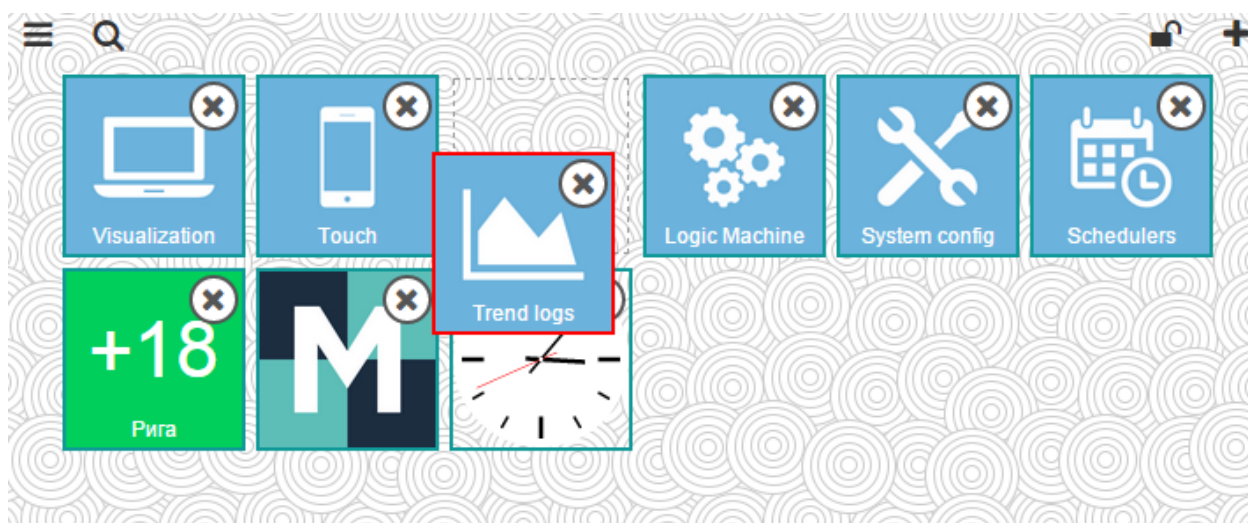 Visualization
Touch
Logic Machine
System config
Schedulers
Trend logs
+18
Рига
M